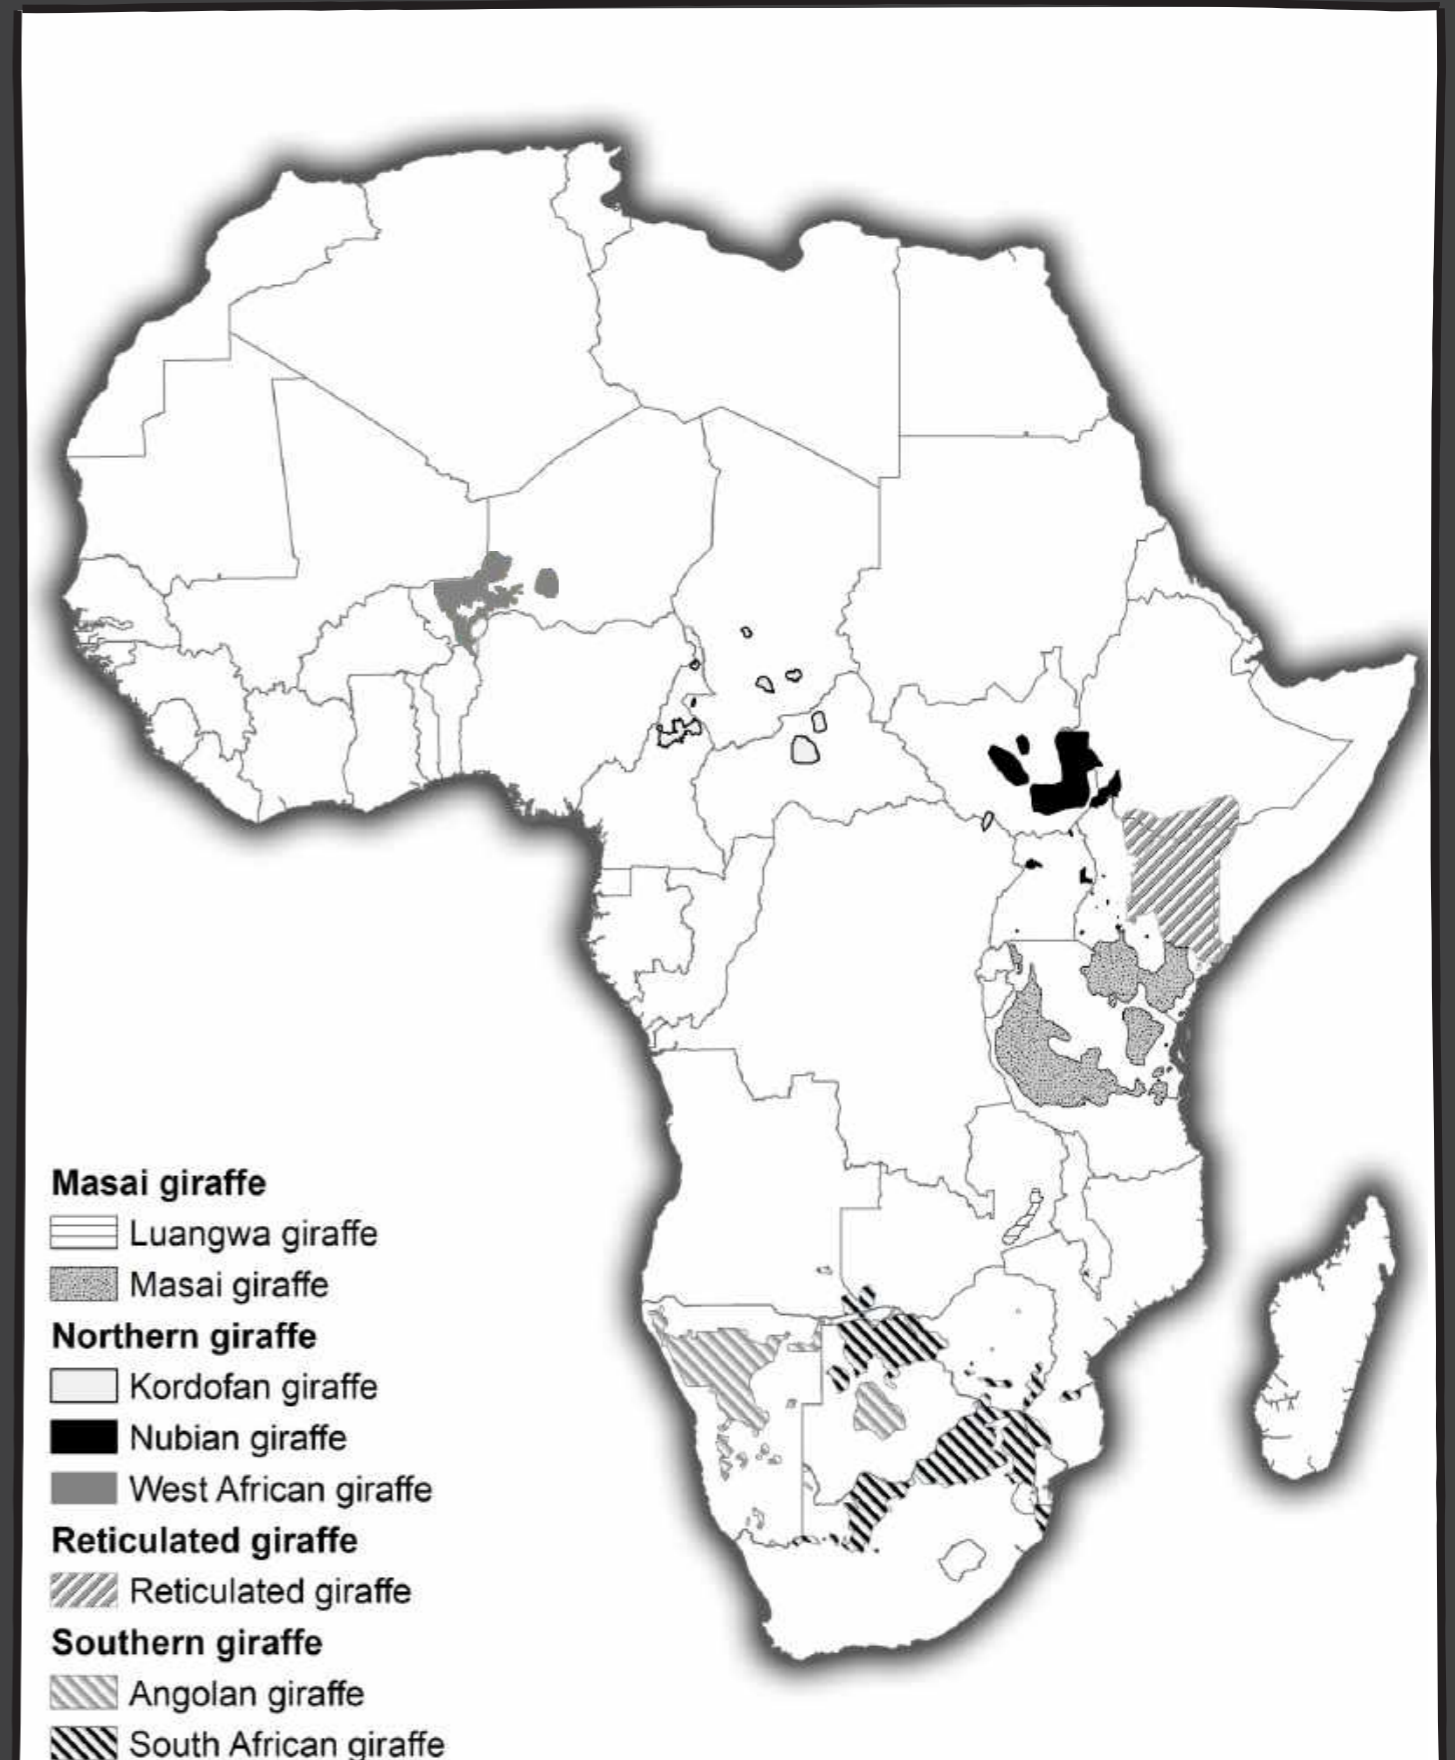 Masai giraffe
Luangwa giraffe
Masai giraffe
Northern giraffe
Kordofan giraffe
Nubian giraffe
West African giraffe
Reticulated giraffe
Reticulated giraffe
Southern giraffe
Angolan giraffe
South African giraffe